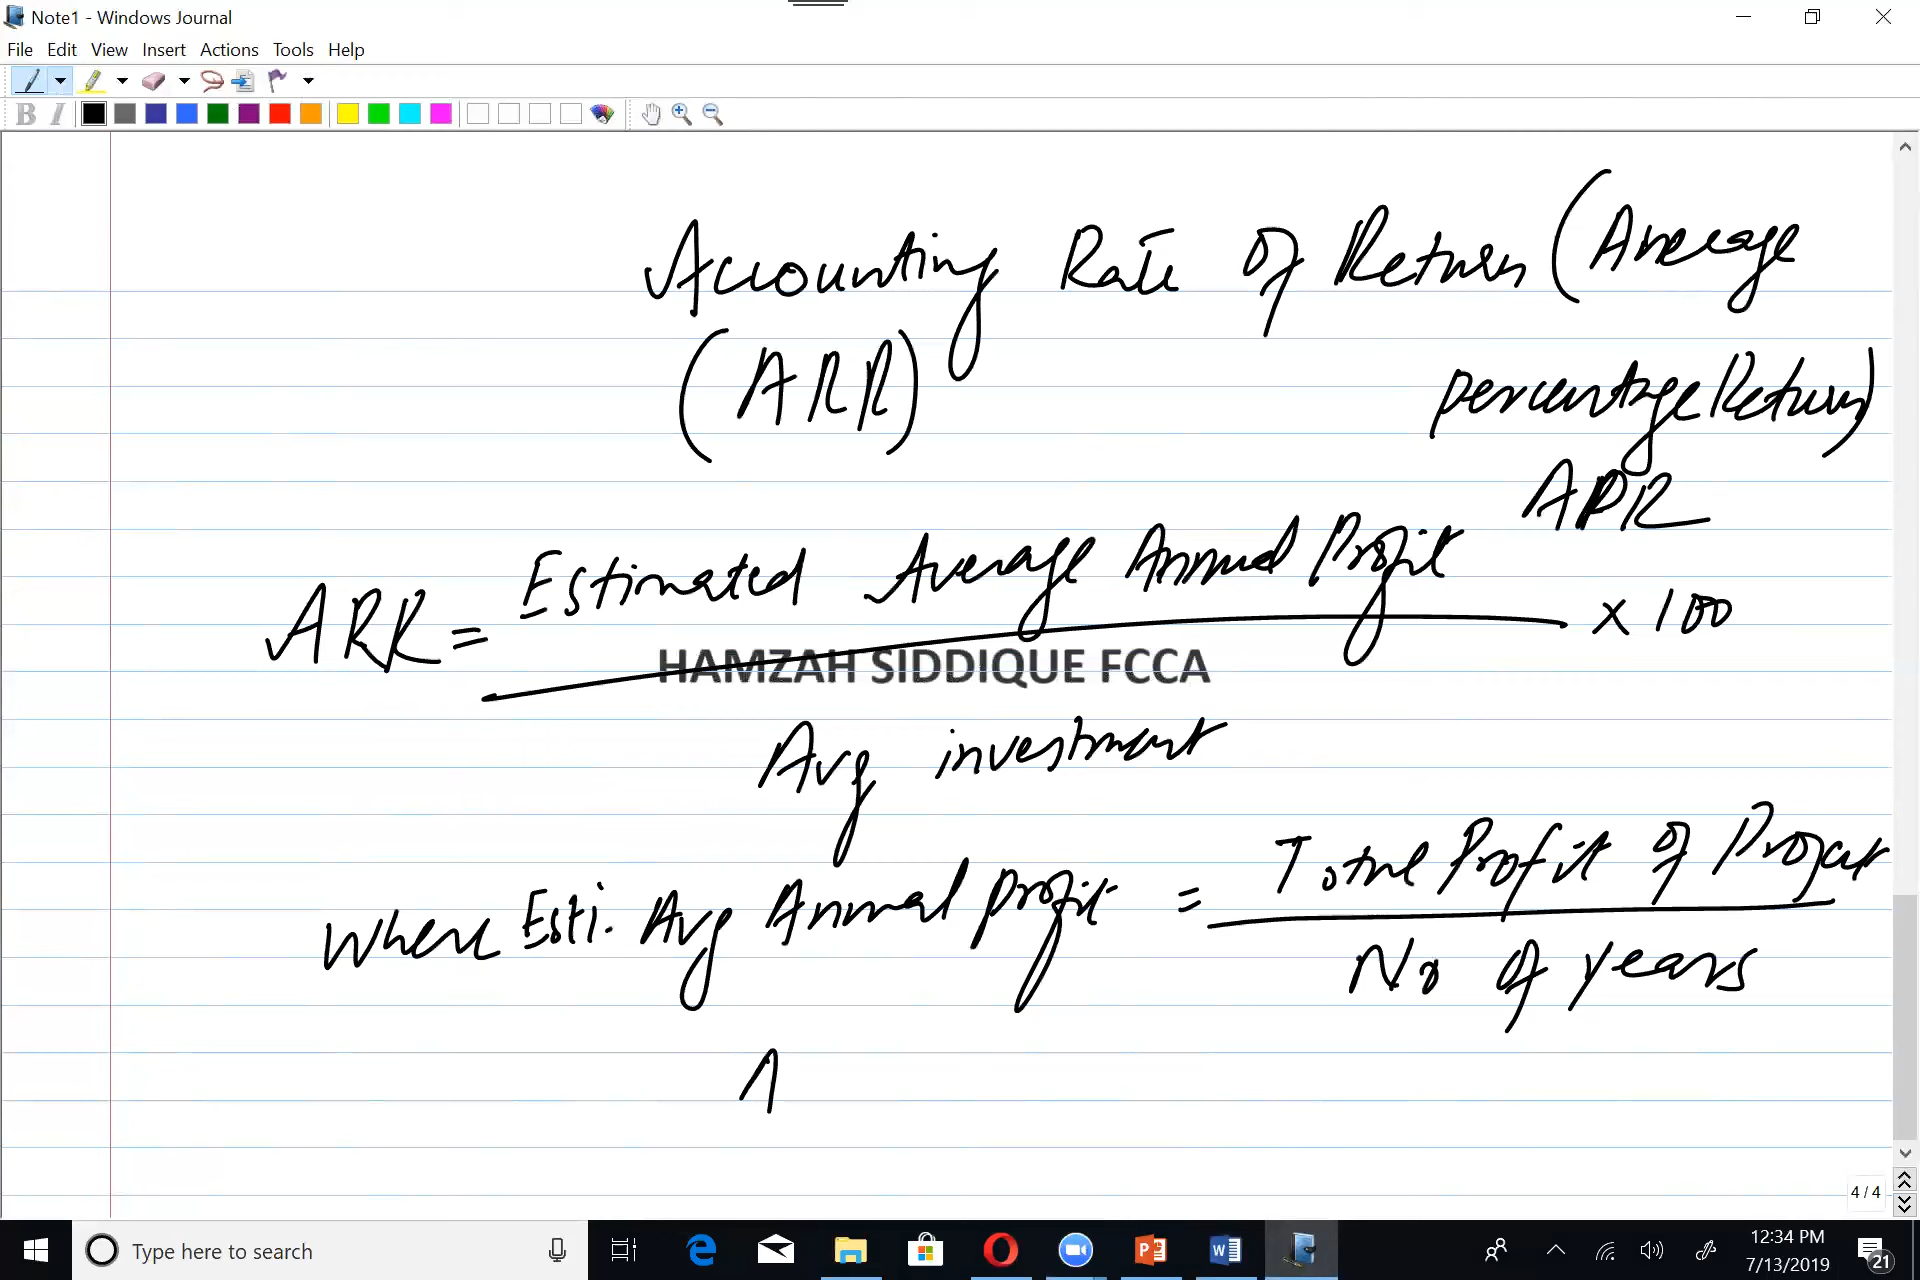 Note1 - Windows Journal
File Edit View Insert Actions Tools Help
B I
Accounting Rate Of Return (Average
(ARR) percentage Return)
APR
ARR = Estimated Average Annual Profit × 100
HAMZAH SIDDIQUE FCCA
Avg investment
Where Esti. Avg Annual profit = Total Profit of Project
No of years
A
4 / 4
Type here to search
12:34 PM
7/13/2019
21